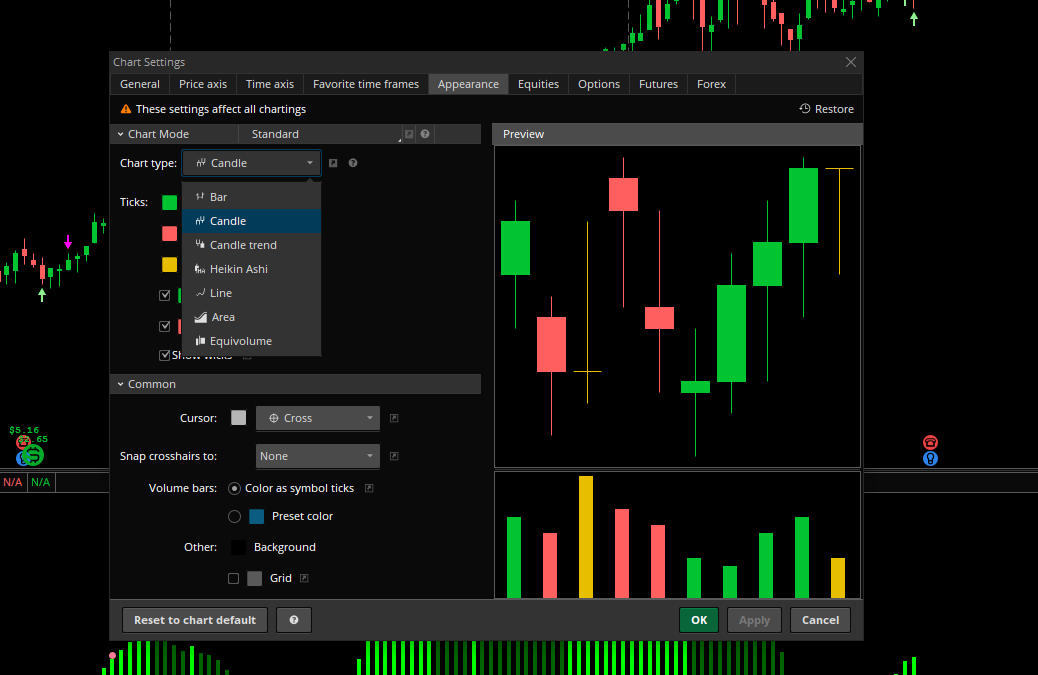 Chart Settings
General Price axis Time axis Favorite time frames Appearance Equities Options Futures Forex
These settings affect all chartings
Restore
Chart Mode Standard
Preview
Chart type: Candle
Ticks:
Bar
Candle
Candle trend
Heikin Ashi
Line
Area
Equivolume
Show wicks
Common
Cursor: Cross
Snap crosshairs to: None
Volume bars: Color as symbol ticks
Preset color
Other: Background
Grid
Reset to chart default ?
OK Apply Cancel
$5.16
.65
N/A N/A